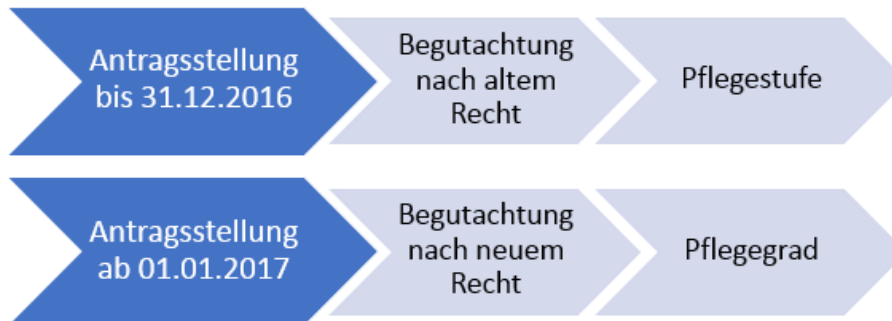 Antragsstellung
bis 31.12.2016
Begutachtung
nach altem
Recht
Pflegestufe
Antragsstellung
ab 01.01.2017
Begutachtung
nach neuem
Recht
Pflegegrad